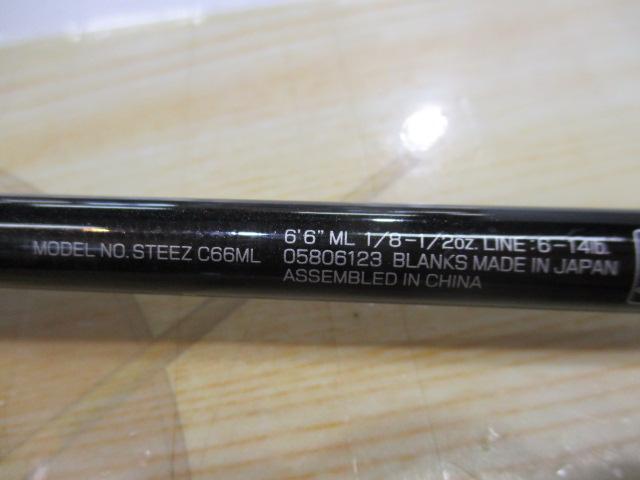 MODEL NO. STEEZ C66ML
6'6" ML 1/8-1/2oz. LINE:6-14lb.
05806123 BLANKS MADE IN JAPAN
ASSEMBLED IN CHINA